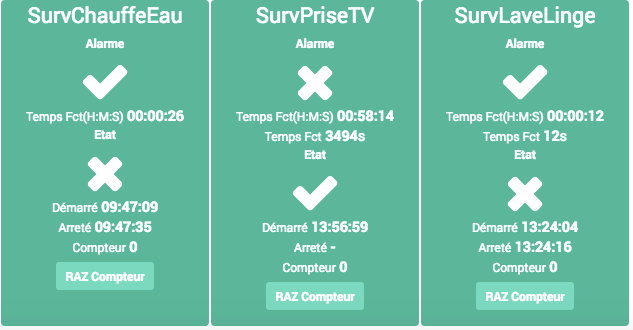 SurvChauffeEau
Alarme
Temps Fct(H:M:S) 00:00:26
Etat
Démarré 09:47:09
Arreté 09:47:35
Compteur 0
RAZ Compteur
SurvPriseTV
Alarme
Temps Fct(H:M:S) 00:58:14
Temps Fct 3494s
Etat
Démarré 13:56:59
Arreté -
Compteur 0
RAZ Compteur
SurvLaveLinge
Alarme
Temps Fct(H:M:S) 00:00:12
Temps Fct 12s
Etat
Démarré 13:24:04
Arreté 13:24:16
Compteur 0
RAZ Compteur